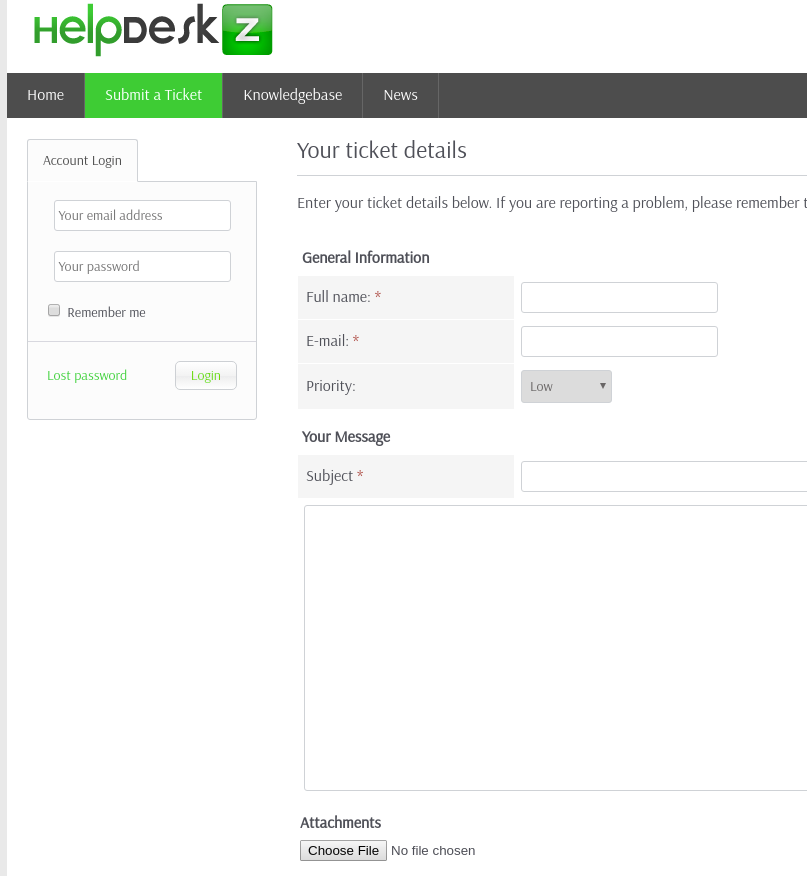 HelpDesk Z
Home Submit a Ticket Knowledgebase News
Account Login
Your email address
Your password
Remember me
Lost password Login
Your ticket details
Enter your ticket details below. If you are reporting a problem, please remember t
General Information
Full name: *
E-mail: *
Priority: Low
Your Message
Subject *
Attachments
Choose File No file chosen